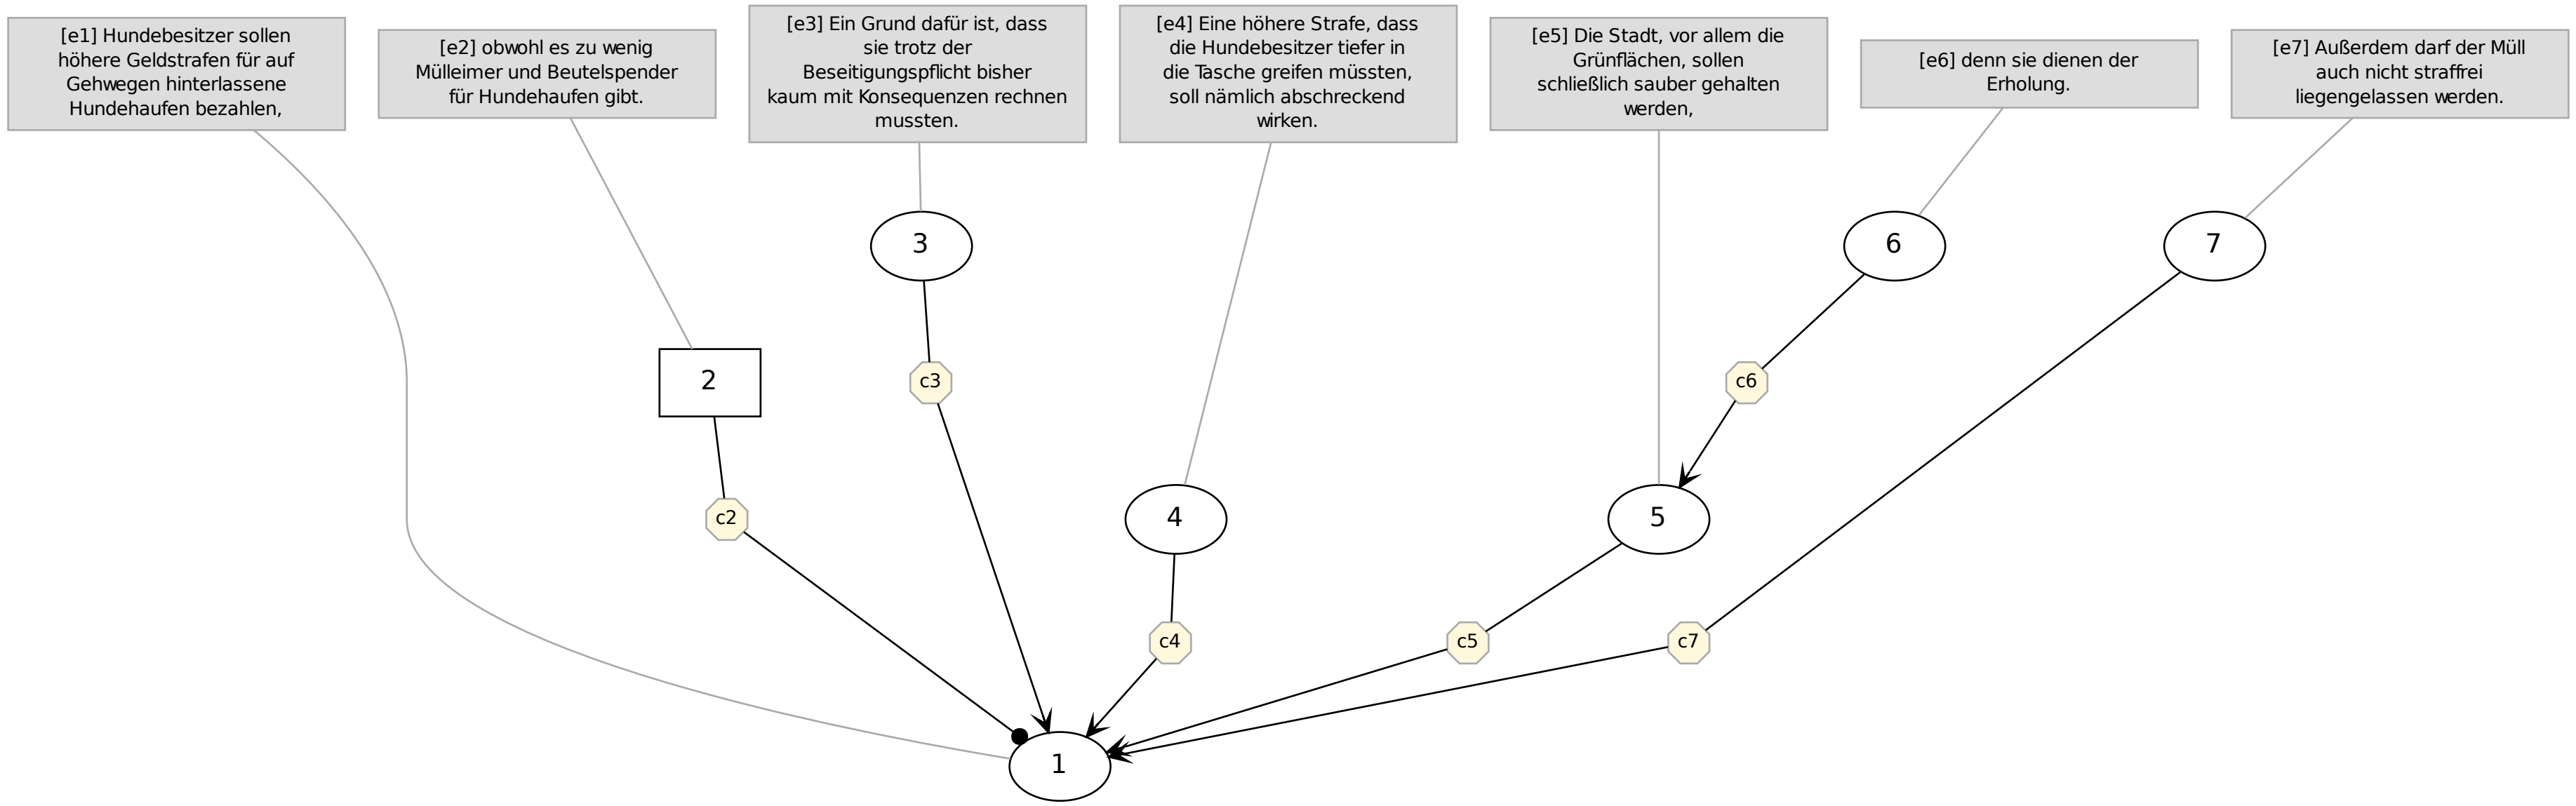 [e1] Hundebesitzer sollen
höhere Geldstrafen für auf
Gehwegen hinterlassene
Hundehaufen bezahlen,
[e2] obwohl es zu wenig
Mülleimer und Beutelspender
für Hundehaufen gibt.
[e3] Ein Grund dafür ist, dass
sie trotz der
Beseitigungspflicht bisher
kaum mit Konsequenzen rechnen
mussten.
[e4] Eine höhere Strafe, dass
die Hundebesitzer tiefer in
die Tasche greifen müssten,
soll nämlich abschreckend
wirken.
[e5] Die Stadt, vor allem die
Grünflächen, sollen
schließlich sauber gehalten
werden,
[e6] denn sie dienen der
Erholung.
[e7] Außerdem darf der Müll
auch nicht straffrei
liegengelassen werden.
3
6
7
2
c3
c6
c2
4
5
c4
c5
c7
1